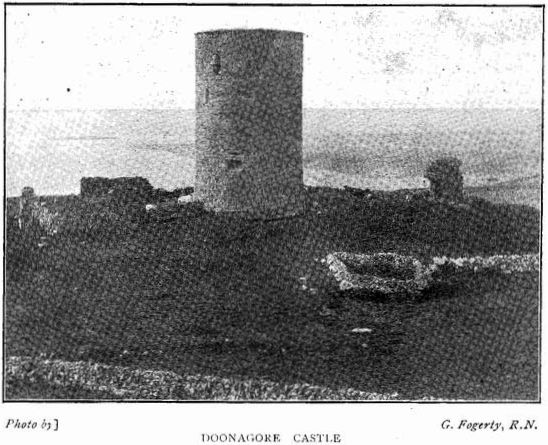 Photo by] G. Fogerty, R.N.
DOONAGORE CASTLE